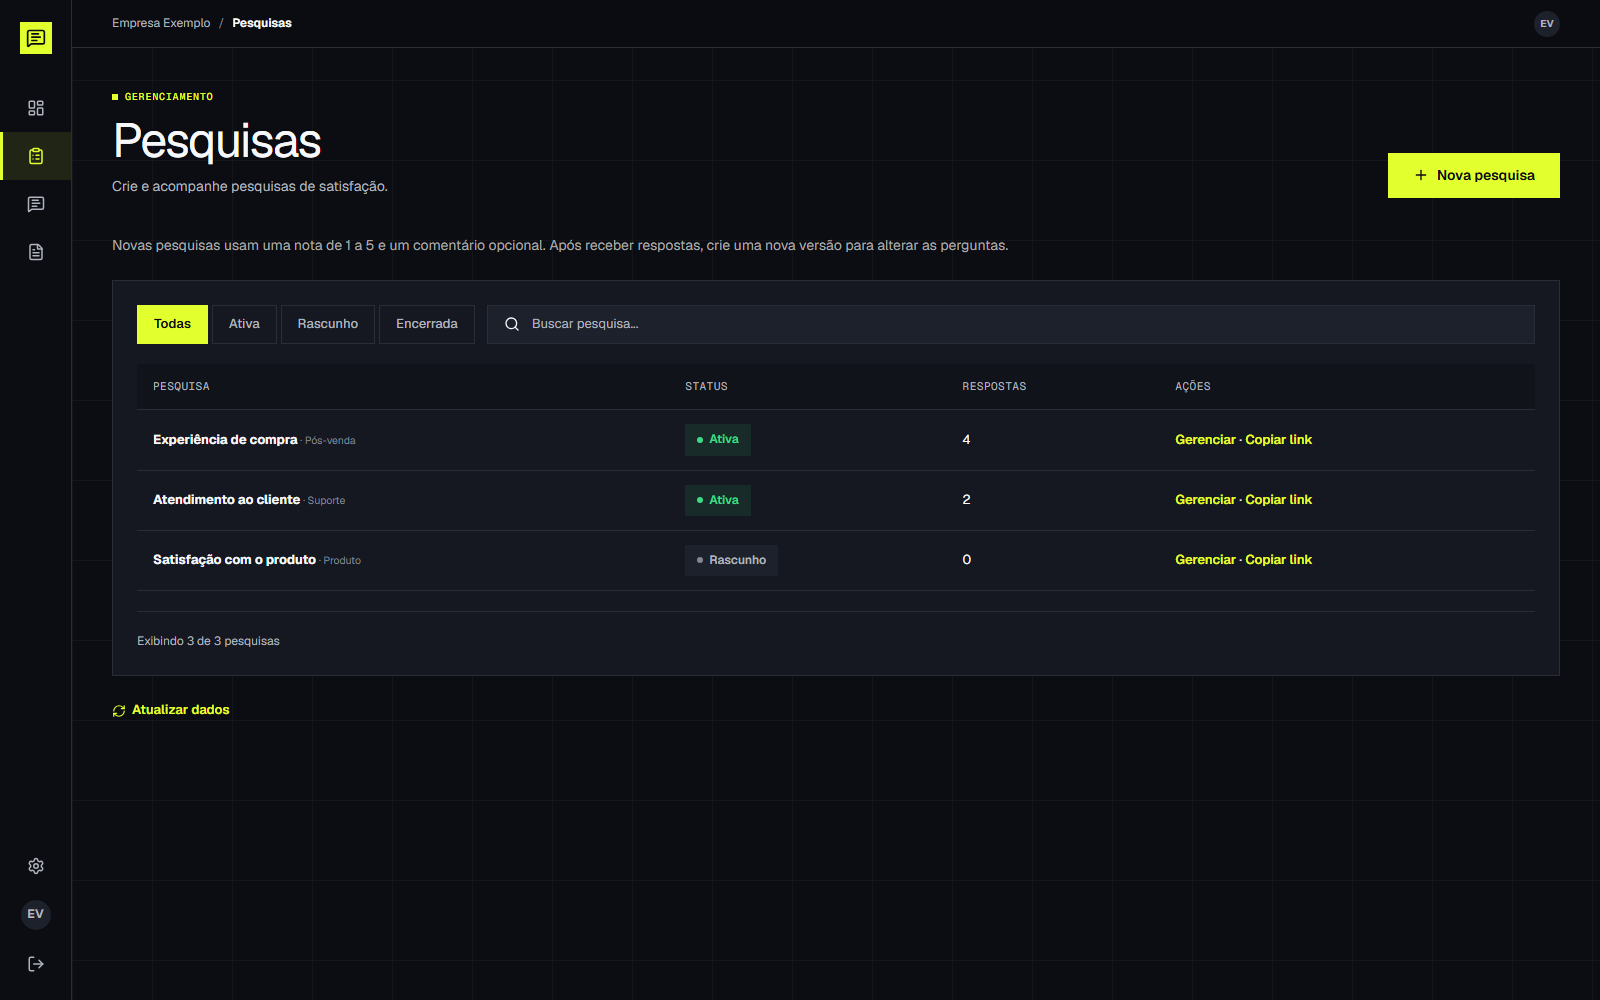 Empresa Exemplo / Pesquisas
EV
GERENCIAMENTO
Pesquisas
Crie e acompanhe pesquisas de satisfação.
Nova pesquisa
Novas pesquisas usam uma nota de 1 a 5 e um comentário opcional. Após receber respostas, crie uma nova versão para alterar as perguntas.
Todas Ativa Rascunho Encerrada Buscar pesquisa...
PESQUISA STATUS RESPOSTAS AÇÕES
Experiência de compra · Pós-venda Ativa 4 Gerenciar · Copiar link
Atendimento ao cliente · Suporte Ativa 2 Gerenciar · Copiar link
Satisfação com o produto · Produto Rascunho 0 Gerenciar · Copiar link
Exibindo 3 de 3 pesquisas
Atualizar dados
EV